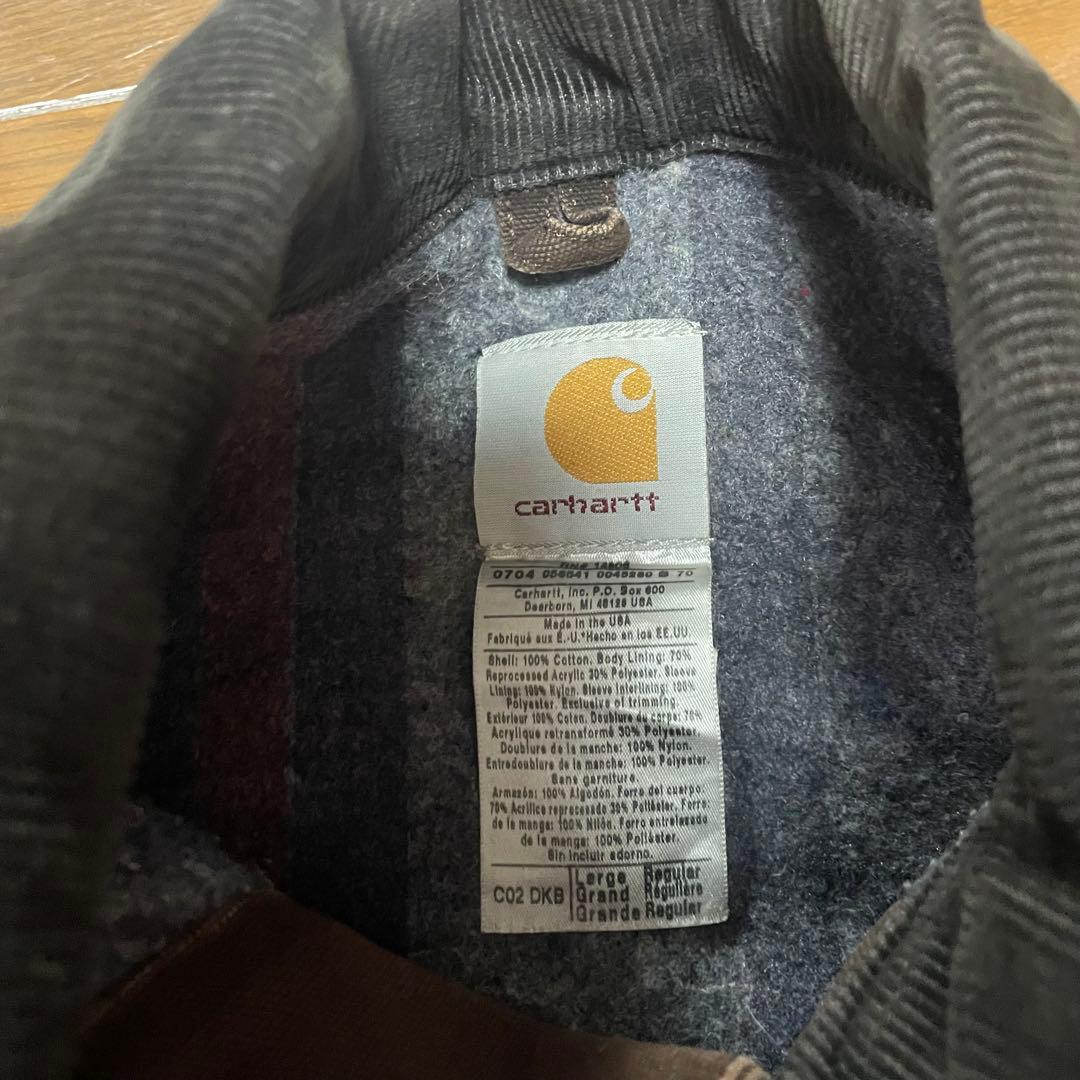 carhartt
RN# 14806
0704 056541 0045260 B 70
Carhartt, Inc. P.O. Box 600
Dearborn, MI 48126 USA
Made in the USA
Fabriqué aux E.-U.*Hecho en los EE.UU.
Shell: 100% Cotton. Body Lining: 70%
Reprocessed Acrylic 30% Polyester. Sleeve
Lining: 100% Nylon. Sleeve Interlining: 100%
Polyester. Exclusive of trimming
Extérieur 100% Coton. Doublure le corps: 70%
Acrylique retransformé 30% Polyester.
Doublure de la manche: 100% Nylon.
Entredoublure de la manche: 100% Polyester.
Sans garniture.
Armazón: 100% Algodón. Forro del cuerpo:
70% Acrílico reprocesado 30% Poliéster. Forro
de la manga: 100% Nilón. Forro entretelado
de la manga: 100% Poliéster.
Sin incluir adorno.
C02 DKB
Large Regular
Grand Régulière
Grande Regular